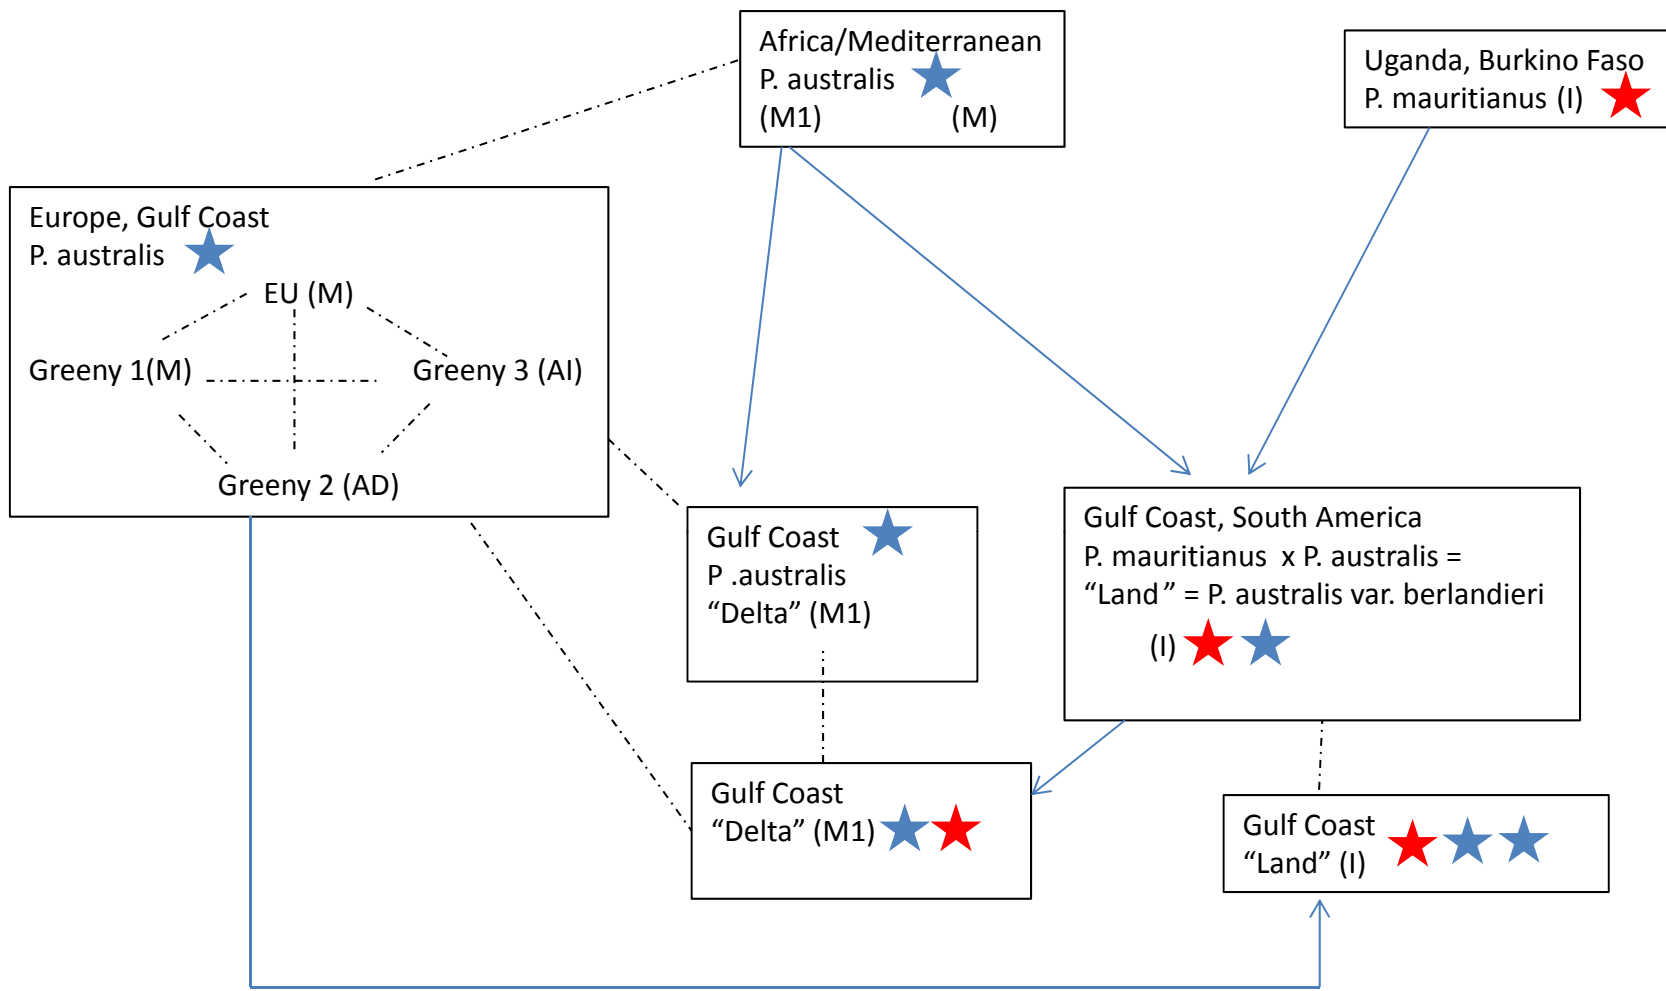 Africa/Mediterranean
P. australis
(M1) (M)
Uganda, Burkino Faso
P. mauritianus (I)
Europe, Gulf Coast
P. australis
EU (M)
Greeny 1(M)
Greeny 3 (AI)
Greeny 2 (AD)
Gulf Coast
P .australis
“Delta” (M1)
Gulf Coast, South America
P. mauritianus x P. australis =
“Land” = P. australis var. berlandieri
(I)
Gulf Coast
“Delta” (M1)
Gulf Coast
“Land” (I)